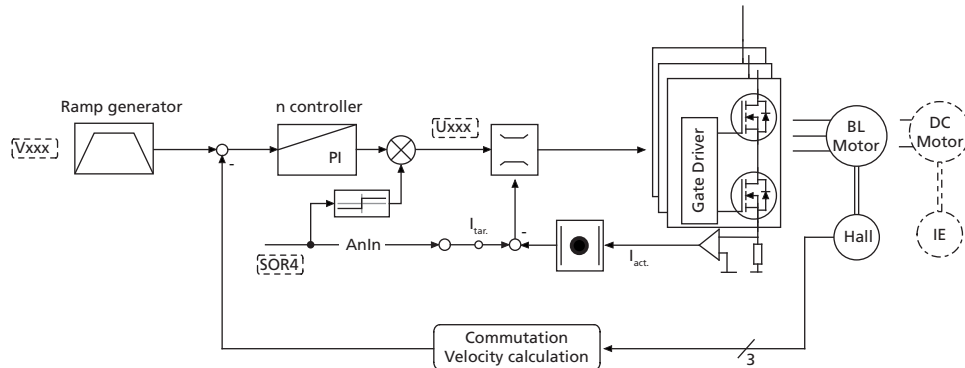 Ramp generator
n controller
Vxxx
-
PI
Uxxx
Gate Driver
BL
Motor
DC
Motor
Hall
IE
AnIn
SOR4
I tar.
-
I act.
Commutation
Velocity calculation
3